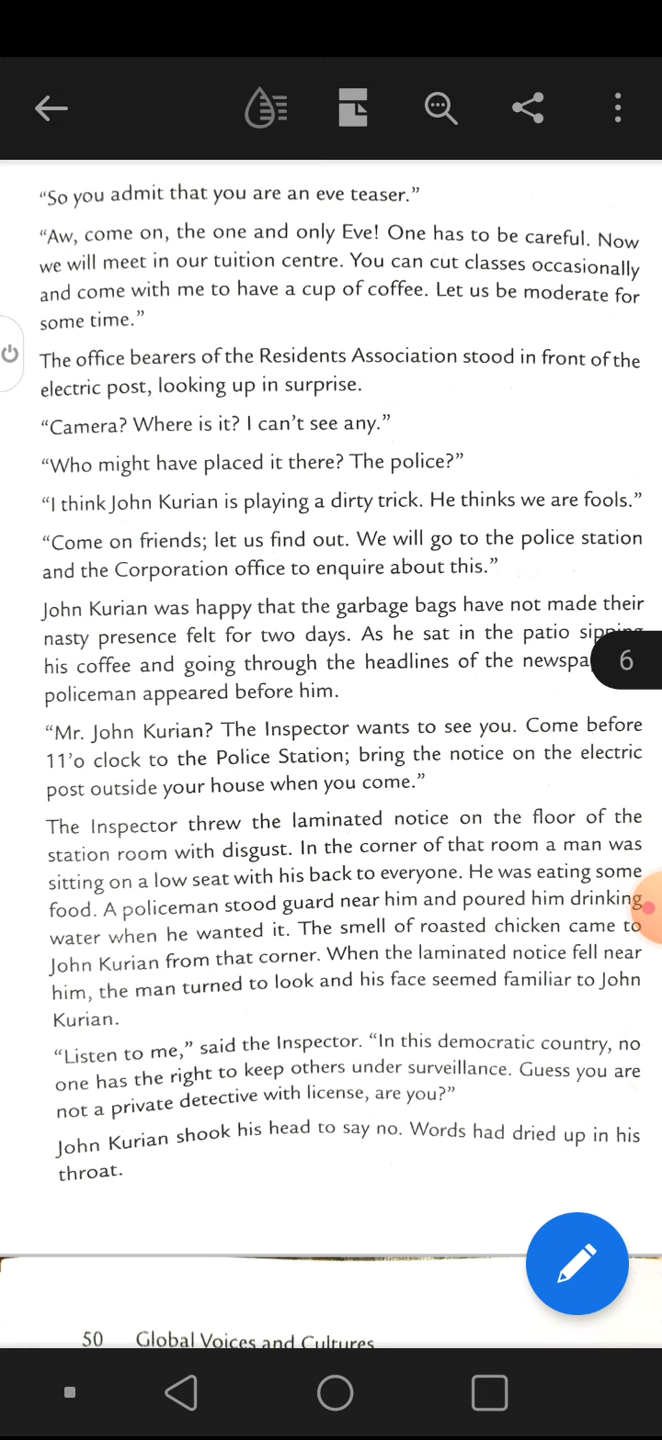 “So you admit that you are an eve teaser.”
“Aw, come on, the one and only Eve! One has to be careful. Now
we will meet in our tuition centre. You can cut classes occasionally
and come with me to have a cup of coffee. Let us be moderate for
some time.”
The office bearers of the Residents Association stood in front of the
electric post, looking up in surprise.
“Camera? Where is it? I can’t see any.”
“Who might have placed it there? The police?”
“I think John Kurian is playing a dirty trick. He thinks we are fools.”
“Come on friends; let us find out. We will go to the police station
and the Corporation office to enquire about this.”
John Kurian was happy that the garbage bags have not made their
nasty presence felt for two days. As he sat in the patio
his coffee and going through the headlines of the
6
policeman appeared before him.
“Mr. John Kurian? The Inspector wants to see you. Come before
11’o clock to the Police Station; bring the notice on the electric
post outside your house when you come.”
The Inspector threw the laminated notice on the floor of the
station room with disgust. In the corner of that room a man was
sitting on a low seat with his back to everyone. He was eating some
food. A policeman stood guard near him and poured him drinking
water when he wanted it. The smell of roasted chicken came to
John Kurian from that corner. When the laminated notice fell near
him, the man turned to look and his face seemed familiar to John
Kurian.
“Listen to me,” said the Inspector. “In this democratic country, no
one has the right to keep others under surveillance. Guess you are
not a private detective with license, are you?”
John Kurian shook his head to say no. Words had dried up in his
throat.
50 Global Voices and Cultures